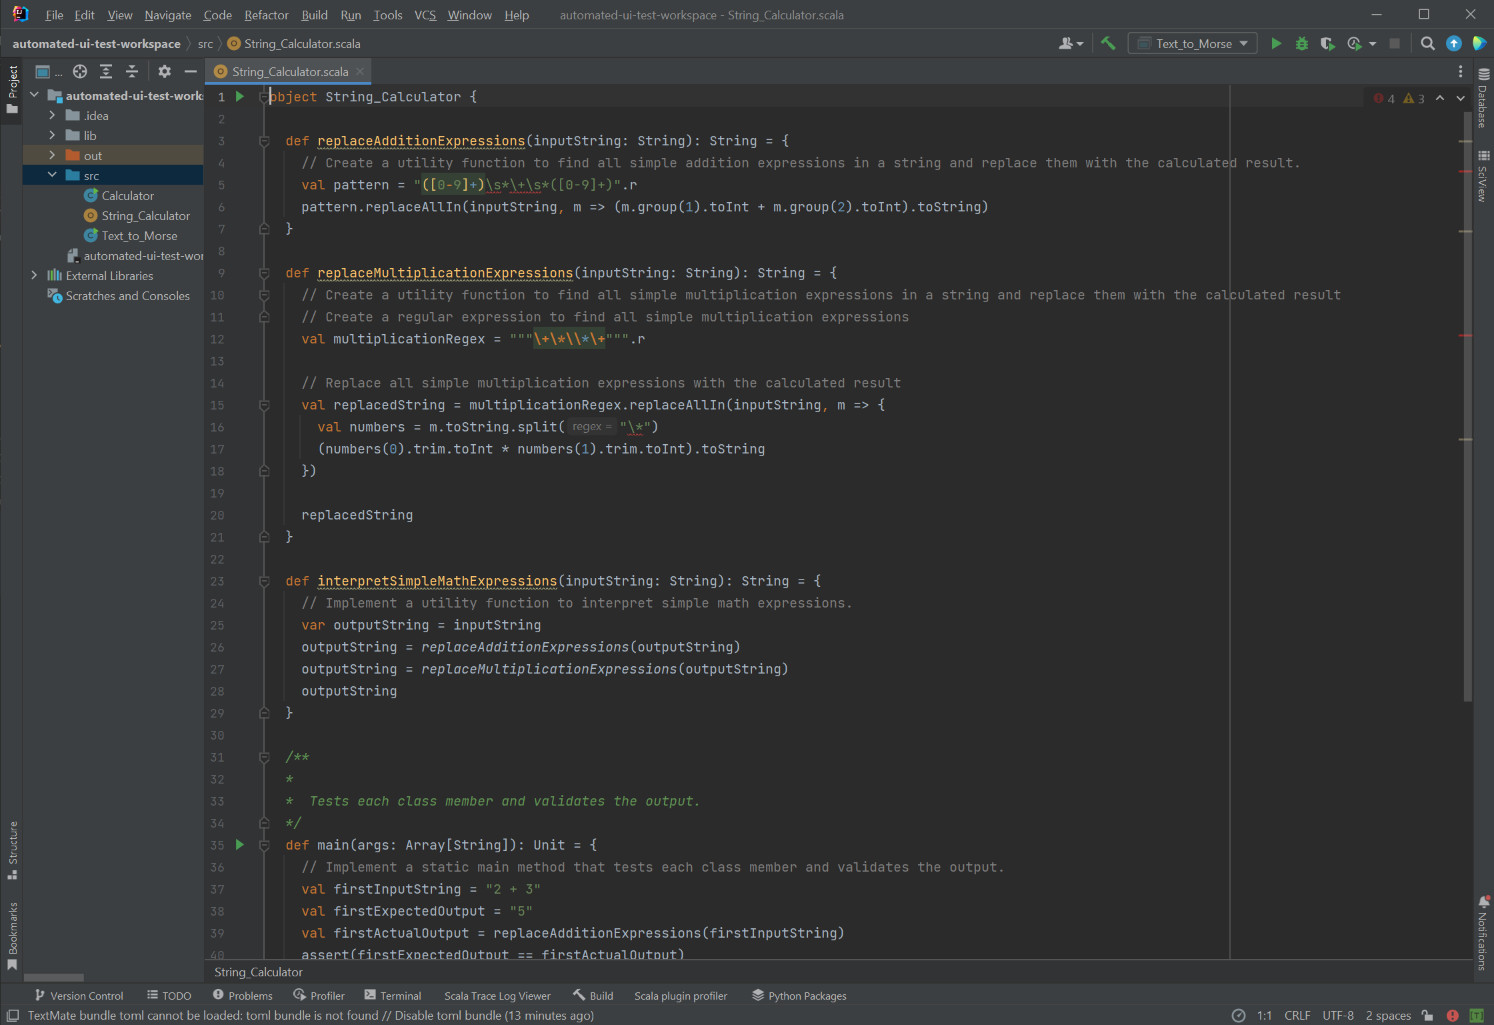 File Edit View Navigate Code Refactor Build Run Tools VCS Window Help automated-ui-test-workspace - String_Calculator.scala
automated-ui-test-workspace src String_Calculator.scala Text_to_Morse
Project ... String_Calculator.scala
automated-ui-test-work
.idea
lib
out
src
Calculator
String_Calculator
Text_to_Morse
automated-ui-test-wor
External Libraries
Scratches and Consoles
1 object String_Calculator { 4 3
2
3 def replaceAdditionExpressions(inputString: String): String = {
4 // Create a utility function to find all simple addition expressions in a string and replace them with the calculated result.
5 val pattern = "([0-9]+)\s*\+\s*([0-9]+)".r
6 pattern.replaceAllIn(inputString, m => (m.group(1).toInt + m.group(2).toInt).toString)
7 }
8
9 def replaceMultiplicationExpressions(inputString: String): String = {
10 // Create a utility function to find all simple multiplication expressions in a string and replace them with the calculated result
11 // Create a regular expression to find all simple multiplication expressions
12 val multiplicationRegex = """\+\*\\*\+""".r
13
14 // Replace all simple multiplication expressions with the calculated result
15 val replacedString = multiplicationRegex.replaceAllIn(inputString, m => {
16 val numbers = m.toString.split( regex = "\*")
17 (numbers(0).trim.toInt * numbers(1).trim.toInt).toString
18 })
19
20 replacedString
21 }
22
23 def interpretSimpleMathExpressions(inputString: String): String = {
24 // Implement a utility function to interpret simple math expressions.
25 var outputString = inputString
26 outputString = replaceAdditionExpressions(outputString)
27 outputString = replaceMultiplicationExpressions(outputString)
28 outputString
29 }
30
31 /**
32 *
33 * Tests each class member and validates the output.
34 */
35 def main(args: Array[String]): Unit = {
36 // Implement a static main method that tests each class member and validates the output.
37 val firstInputString = "2 + 3"
38 val firstExpectedOutput = "5"
39 val firstActualOutput = replaceAdditionExpressions(firstInputString)
40 assert(firstExpectedOutput == firstActualOutput)
String_Calculator
Structure
Bookmarks
Database
SciView
Notifications
Version Control TODO Problems Profiler Terminal Scala Trace Log Viewer Build Scala plugin profiler Python Packages
TextMate bundle toml cannot be loaded: toml bundle is not found // Disable toml bundle (13 minutes ago) 1:1 CRLF UTF-8 2 spaces